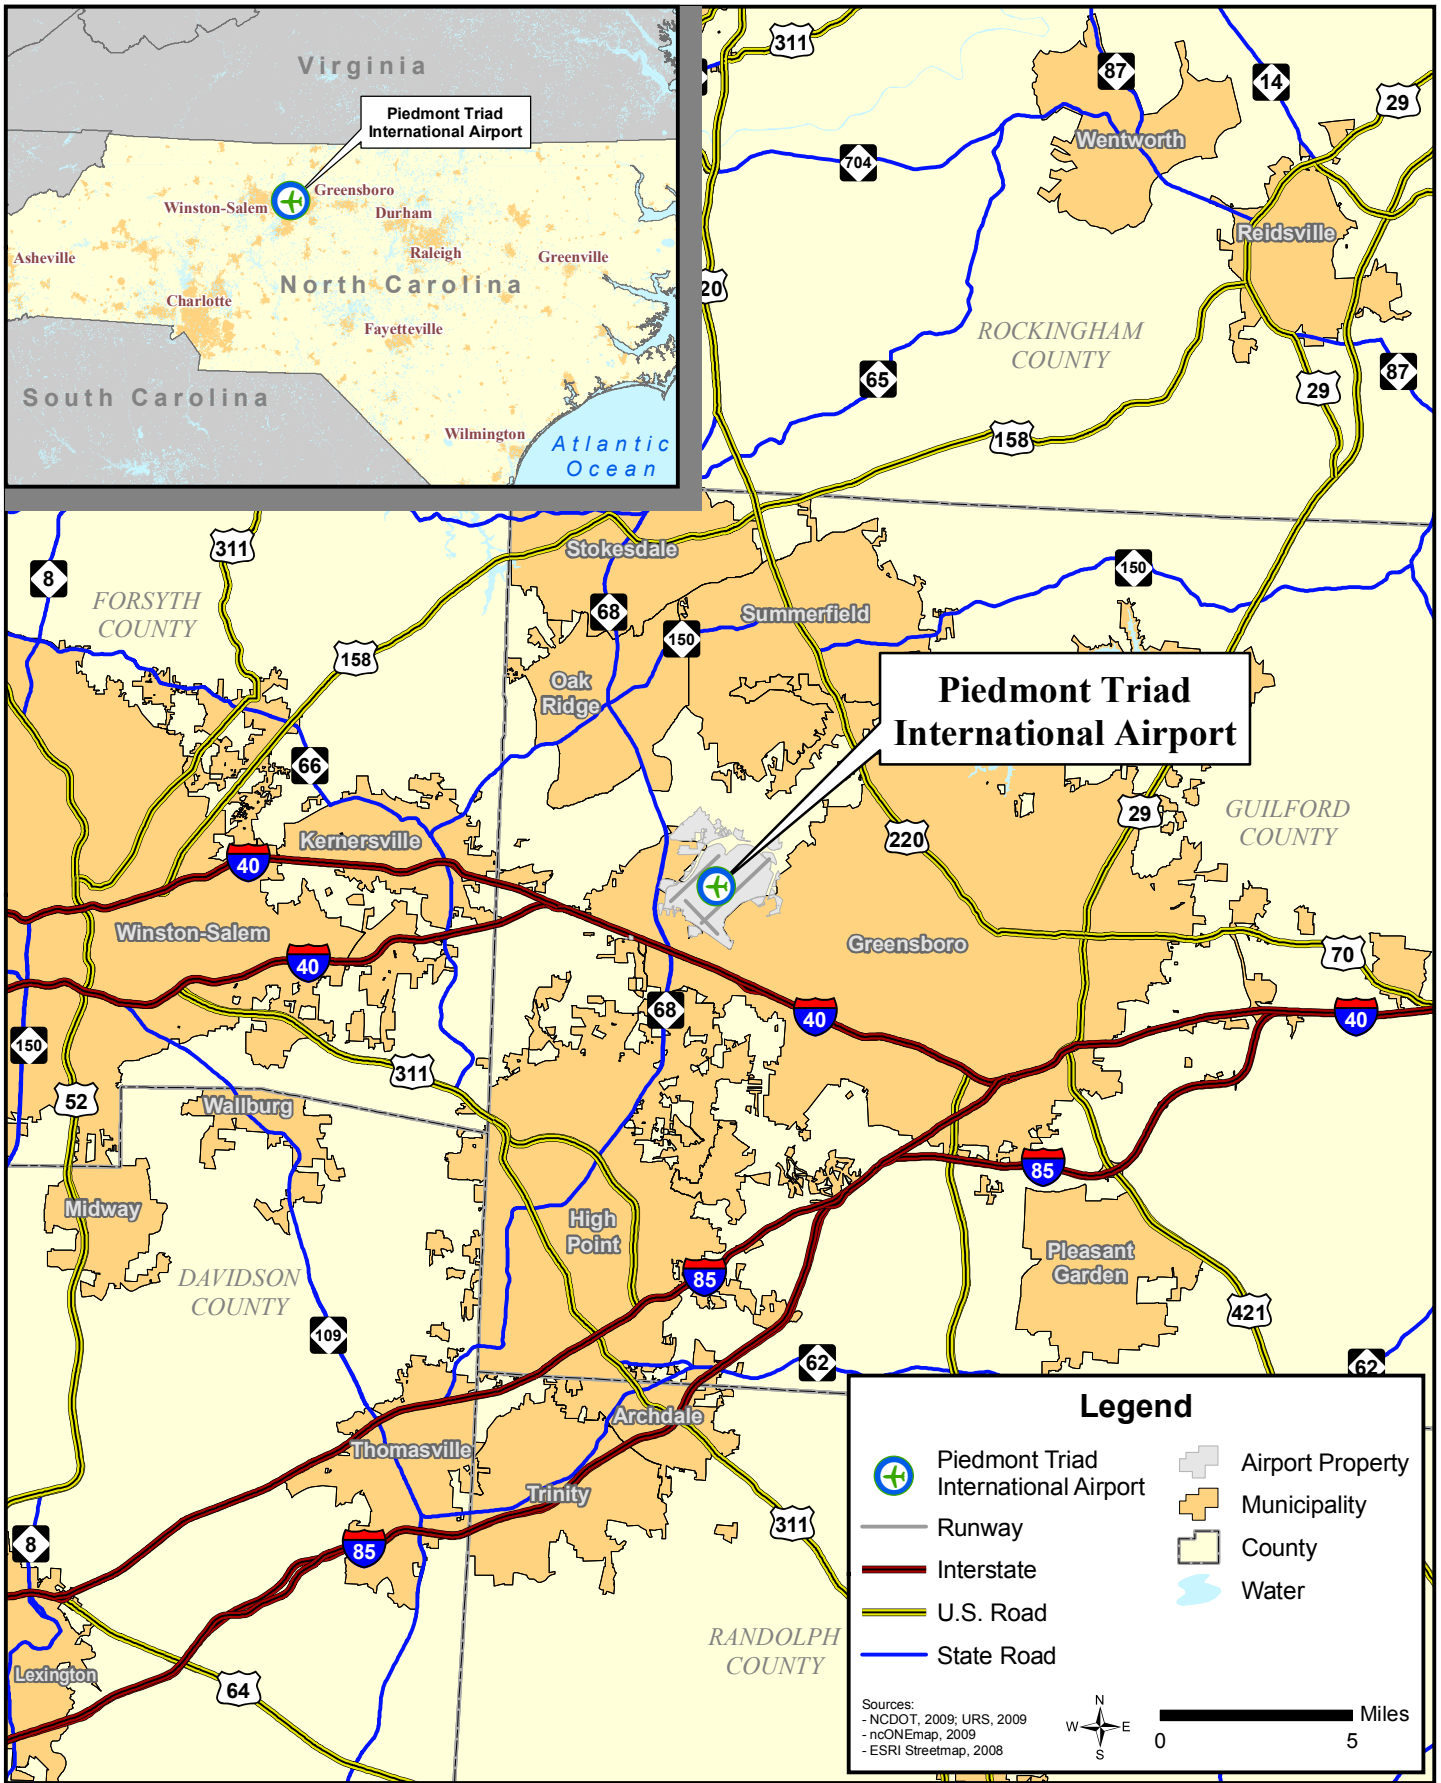 Virginia
Piedmont Triad
International Airport
Greensboro
Winston-Salem
Durham
Raleigh
Asheville
Greenville
North Carolina
Charlotte
Fayetteville
South Carolina
Wilmington
Atlantic
Ocean
311
87
14
29
Wentworth
704
Reidsville
20
ROCKINGHAM
COUNTY
65
87
29
158
311
Stokesdale
8
150
FORSYTH
COUNTY
68
Summerfield
150
158
Oak
Ridge
Piedmont Triad
International Airport
66
29
GUILFORD
COUNTY
220
Kernersville
40
Winston-Salem
Greensboro
70
40
68
40
40
150
311
52
Wallburg
85
Midway
High
Point
Pleasant
Garden
DAVIDSON
COUNTY
85
421
109
62
62
Archdale
Thomasville
Trinity
311
8
85
RANDOLPH
COUNTY
Lexington
64
Legend
Piedmont Triad
International Airport
Runway
Interstate
U.S. Road
State Road
Airport Property
Municipality
County
Water
Sources:
- NCDOT, 2009; URS, 2009
- ncONEmap, 2009
- ESRI Streetmap, 2008
N
W E
S
Miles
0 5